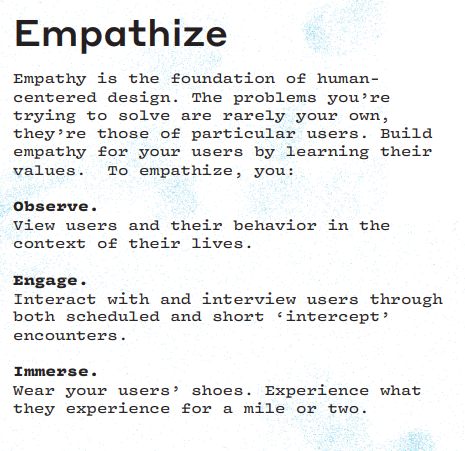 Empathize
Empathy is the foundation of human-
centered design. The problems you’re
trying to solve are rarely your own,
they’re those of particular users. Build
empathy for your users by learning their
values.  To empathize, you:
Observe.
View users and their behavior in the
context of their lives.
Engage.
Interact with and interview users through
both scheduled and short ‘intercept’
encounters.
Immerse.
Wear your users’ shoes. Experience what
they experience for a mile or two.